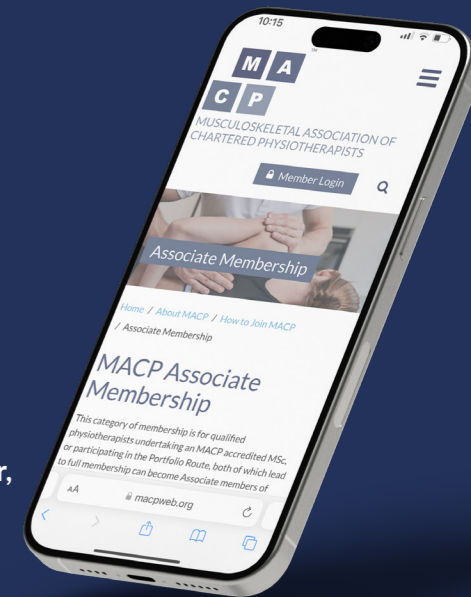 10:15
MA
CP
TM
MUSCULOSKELETAL ASSOCIATION OF
CHARTERED PHYSIOTHERAPISTS
Member Login
Associate Membership
Home / About MACP / How to Join MACP
/ Associate Membership
MACP Associate
Membership
This category of membership is for qualified
physiotherapists undertaking an MACP accredited MSc,
or participating in the Portfolio Route, both of which lead
to full membership can become Associate members of
AA
macpweb.org
r,